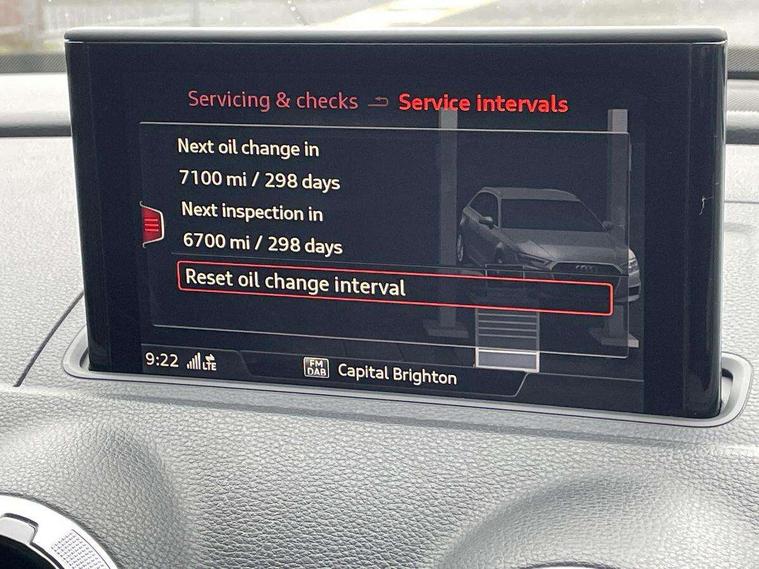 Servicing & checks Service intervals
Next oil change in
7100 mi / 298 days
Next inspection in
6700 mi / 298 days
Reset oil change interval
9:22 LTE FM DAB Capital Brighton